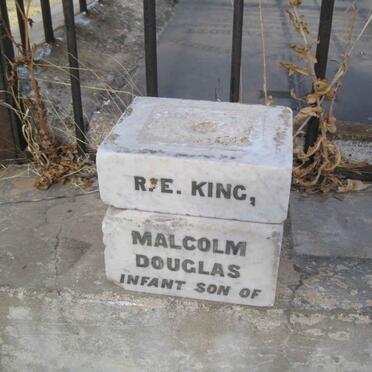 R. E. KING,
MALCOLM
DOUGLAS
INFANT SON OF